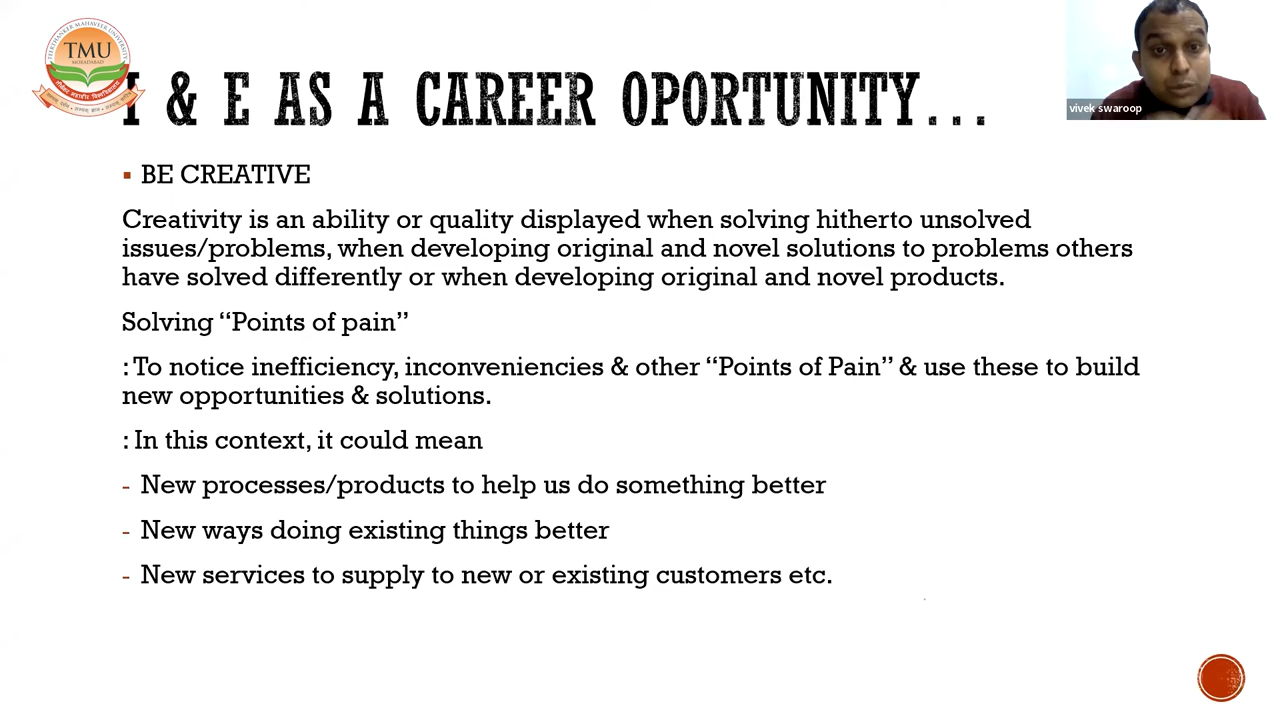 TEERTHANKER MAHAVEER UNIVERSITY
TMU
MORADABAD
I & E AS A CAREER OPORTUNITY...
vivek swaroop
▪ BE CREATIVE
Creativity is an ability or quality displayed when solving hitherto unsolved
issues/problems, when developing original and novel solutions to problems others
have solved differently or when developing original and novel products.
Solving “Points of pain”
: To notice inefficiency, inconveniencies & other “Points of Pain” & use these to build
new opportunities & solutions.
: In this context, it could mean
- New processes/products to help us do something better
- New ways doing existing things better
- New services to supply to new or existing customers etc.